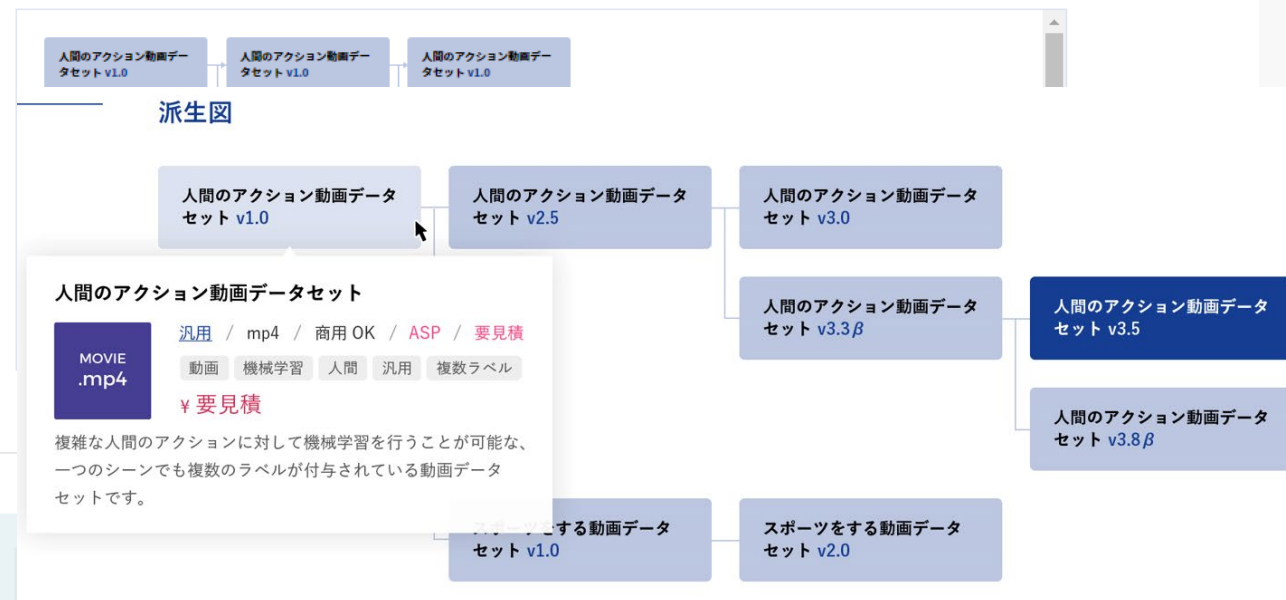 人間のアクション動画デー
タセット v1.0
人間のアクション動画デー
タセット v1.0
人間のアクション動画デー
タセット v1.0
派生図
人間のアクション動画データ
セット v1.0
人間のアクション動画データ
セット v2.5
人間のアクション動画データ
セット v3.0
人間のアクション動画データ
セット v3.3β
人間のアクション動画データ
セット v3.5
人間のアクション動画データ
セット v3.8β
人間のアクション動画データセット
MOVIE
.mp4
汎用 / mp4 / 商用 OK / ASP / 要見積
動画 機械学習 人間 汎用 複数ラベル
¥ 要見積
複雑な人間のアクションに対して機械学習を行うことが可能な、
一つのシーンでも複数のラベルが付与されている動画データ
セットです。
スポーツをする動画データ
セット v1.0
スポーツをする動画データ
セット v2.0